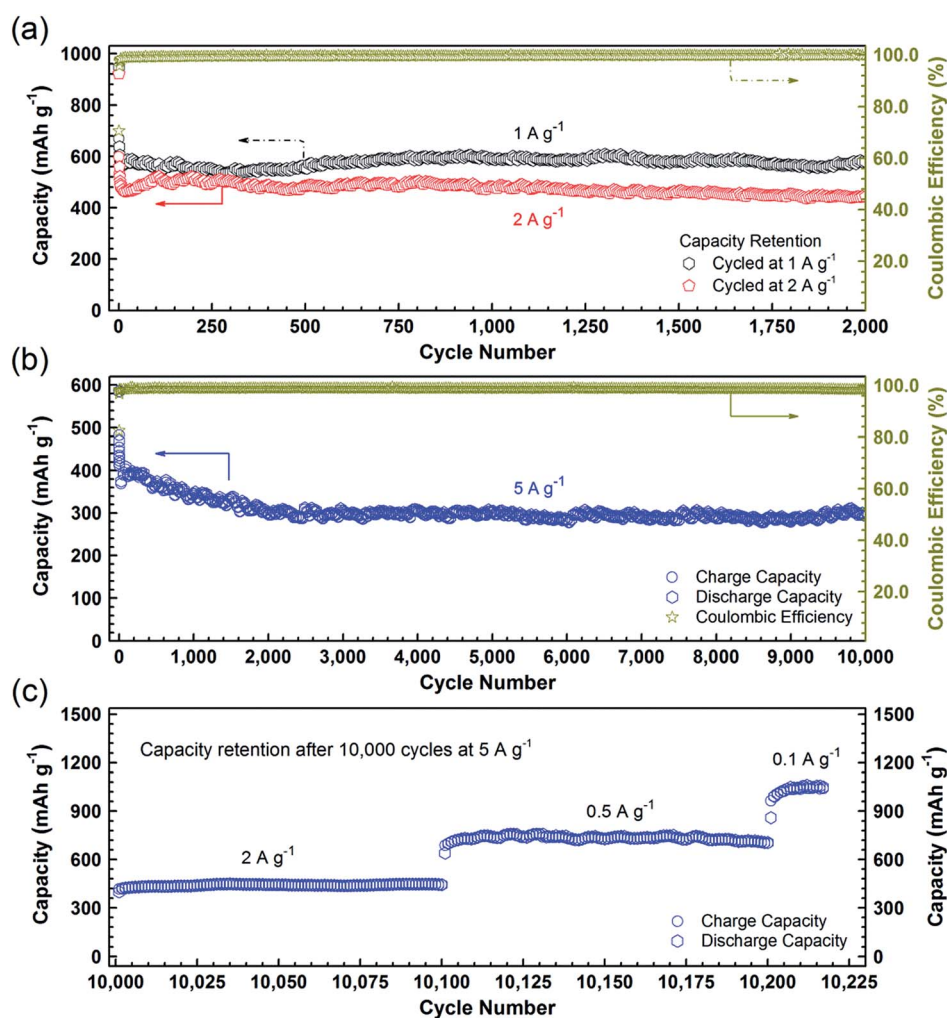 (a)
1000
800
600
400
200
0
Capacity (mAh g⁻¹)
1 A g⁻¹
2 A g⁻¹
Capacity Retention
Cycled at 1 A g⁻¹
Cycled at 2 A g⁻¹
100.0
80.0
60.0
40.0
20.0
Coulombic Efficiency (%)
0 250 500 750 1,000 1,250 1,500 1,750 2,000
Cycle Number
(b)
600
500
400
300
200
100
0
Capacity (mAh g⁻¹)
5 A g⁻¹
Charge Capacity
Discharge Capacity
Coulombic Efficiency
100.0
80.0
60.0
40.0
20.0
Coulombic Efficiency (%)
0 1,000 2,000 3,000 4,000 5,000 6,000 7,000 8,000 9,000 10,000
Cycle Number
(c)
1500
1200
900
600
300
0
Capacity (mAh g⁻¹)
Capacity retention after 10,000 cycles at 5 A g⁻¹
2 A g⁻¹
0.5 A g⁻¹
0.1 A g⁻¹
Charge Capacity
Discharge Capacity
1500
1200
900
600
300
0
Capacity (mAh g⁻¹)
10,000 10,025 10,050 10,075 10,100 10,125 10,150 10,175 10,200 10,225
Cycle Number